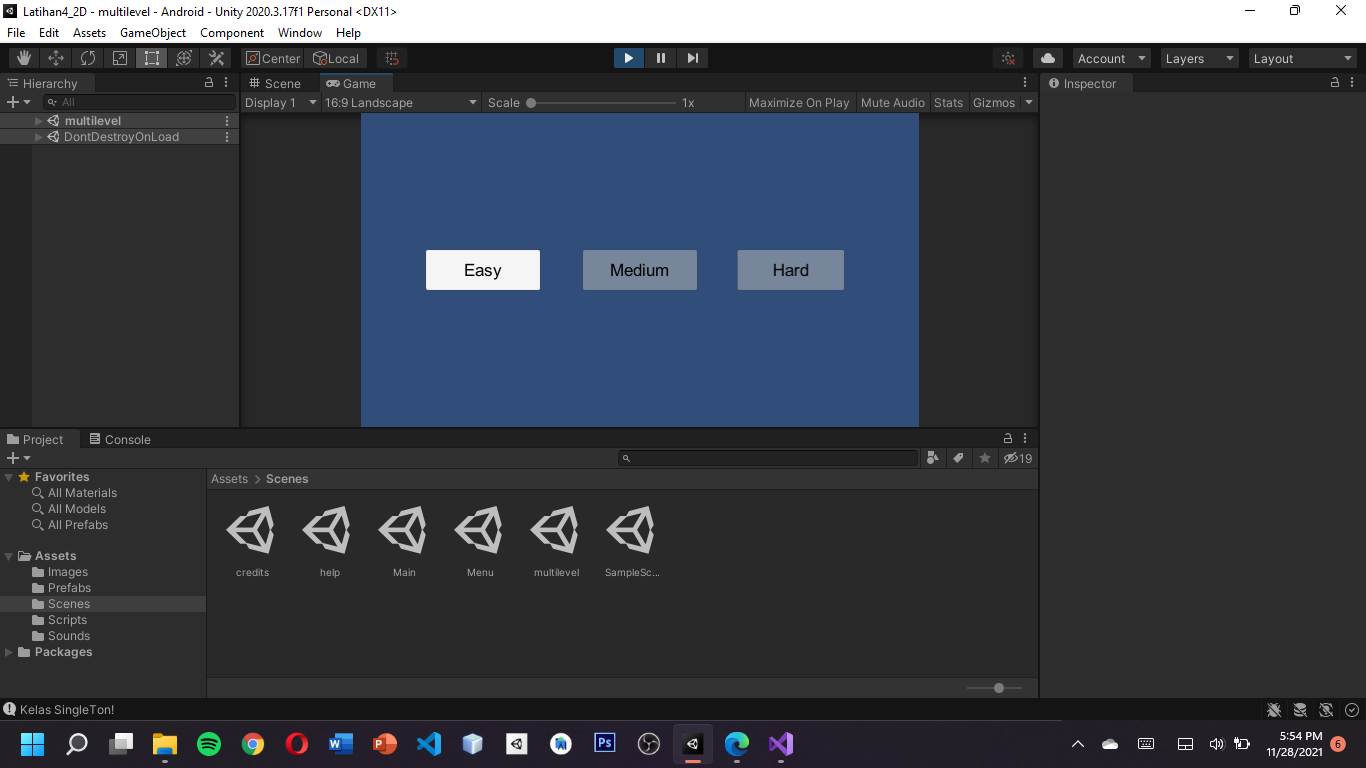 Latihan4_2D - multilevel - Android - Unity 2020.3.17f1 Personal <DX11>
File Edit Assets GameObject Component Window Help
Center Local Account Layers Layout
Hierarchy
All
multilevel
DontDestroyOnLoad
Scene Game
Display 1 16:9 Landscape Scale 1x Maximize On Play Mute Audio Stats Gizmos
Easy Medium Hard
Inspector
Project Console
19
Favorites
All Materials
All Models
All Prefabs
Assets
Images
Prefabs
Scenes
Scripts
Sounds
Packages
Assets > Scenes
credits help Main Menu multilevel SampleSc...
Kelas SingleTon!
W P Ps
5:54 PM
11/28/2021
6